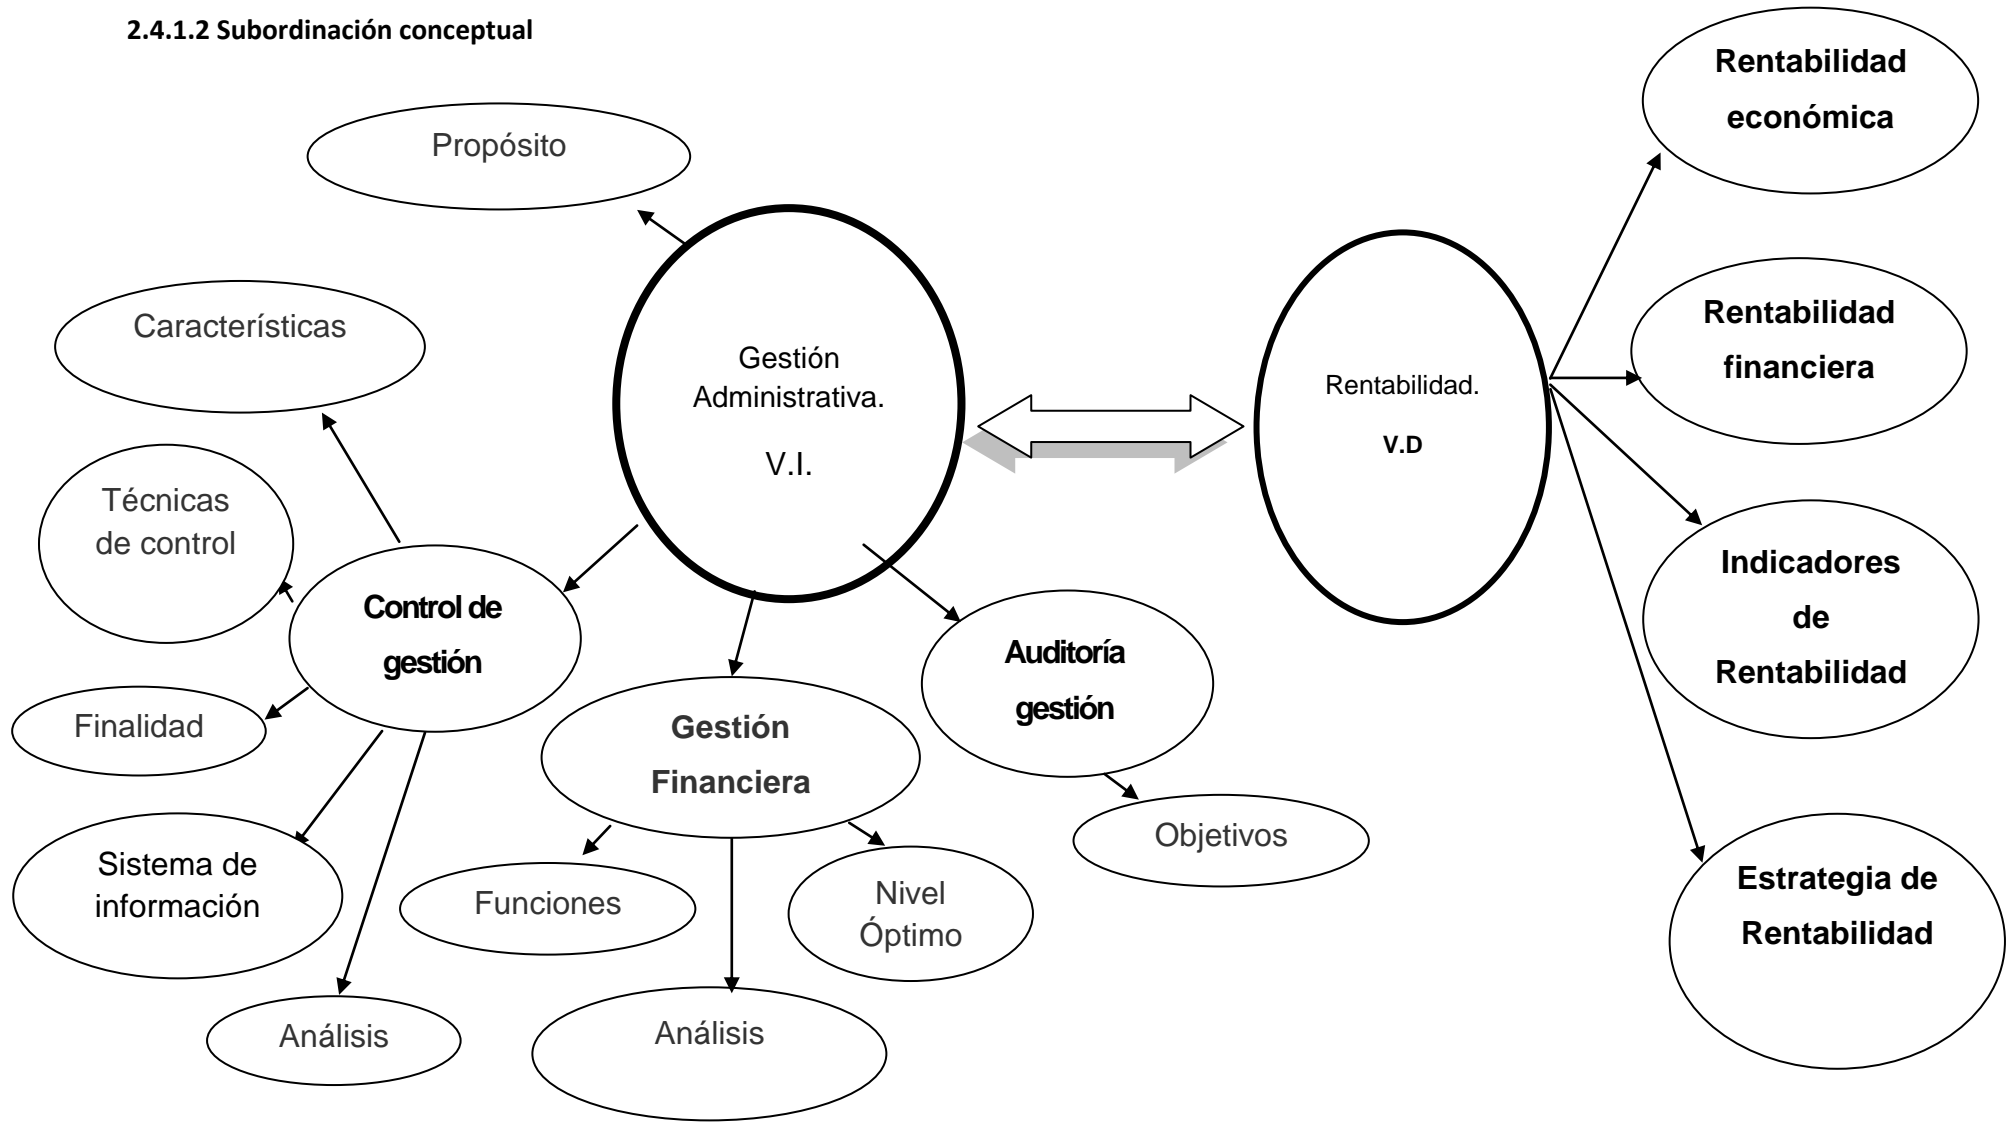 2.4.1.2 Subordinación conceptual
Rentabilidad
económica
Propósito
Características
Gestión
Administrativa.
V.I.
Rentabilidad.
V.D
Rentabilidad
financiera
Técnicas
de control
Control de
gestión
Auditoría
gestión
Indicadores
de
Rentabilidad
Finalidad
Gestión
Financiera
Sistema de
información
Funciones
Nivel
Óptimo
Objetivos
Estrategia de
Rentabilidad
Análisis
Análisis